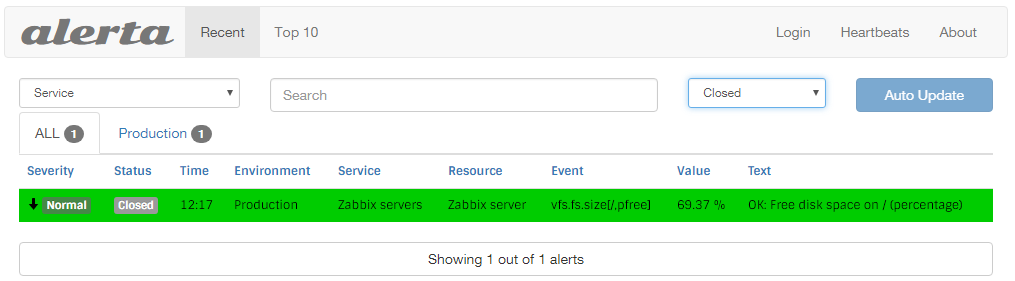 alerta Recent Top 10 Login Heartbeats About
Service Search Closed Auto Update
ALL 1 Production 1
Severity Status Time Environment Service Resource Event Value Text
Normal Closed 12:17 Production Zabbix servers Zabbix server vfs.fs.size[/,pfree] 69.37 % OK: Free disk space on / (percentage)
Showing 1 out of 1 alerts